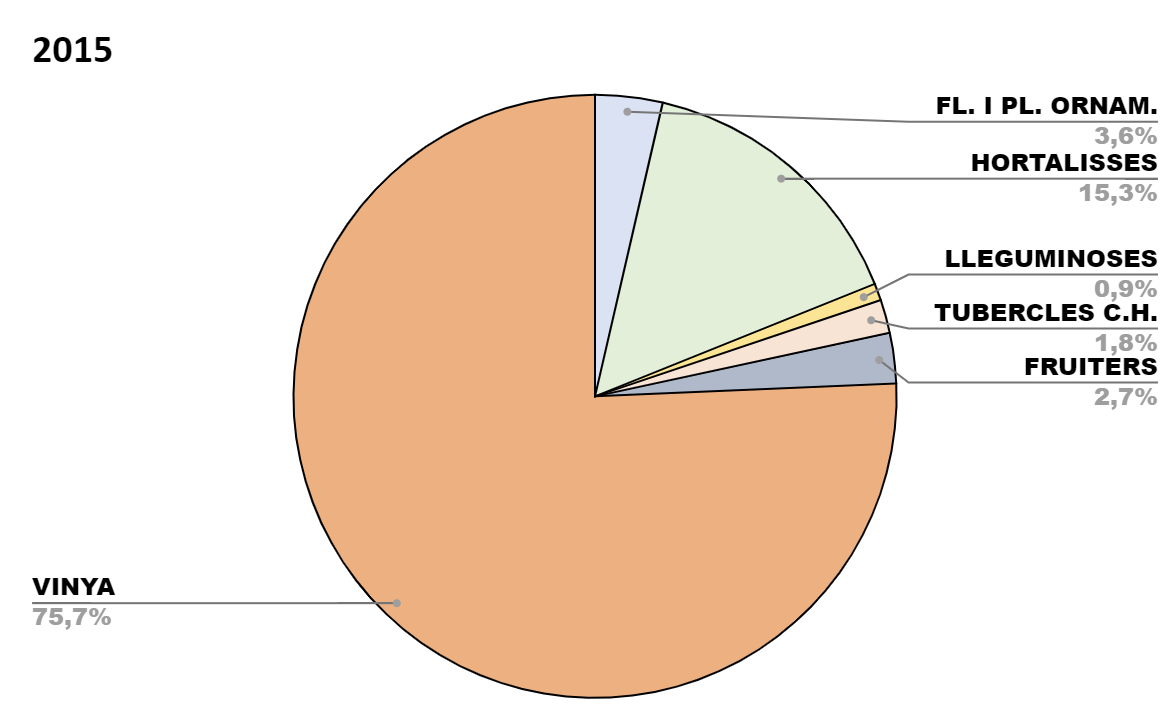 2015
FL. I PL. ORNAM.
3,6%
HORTALISSES
15,3%
LLEGUMINOSES
0,9%
TUBERCLES C.H.
1,8%
FRUITERS
2,7%
VINYA
75,7%